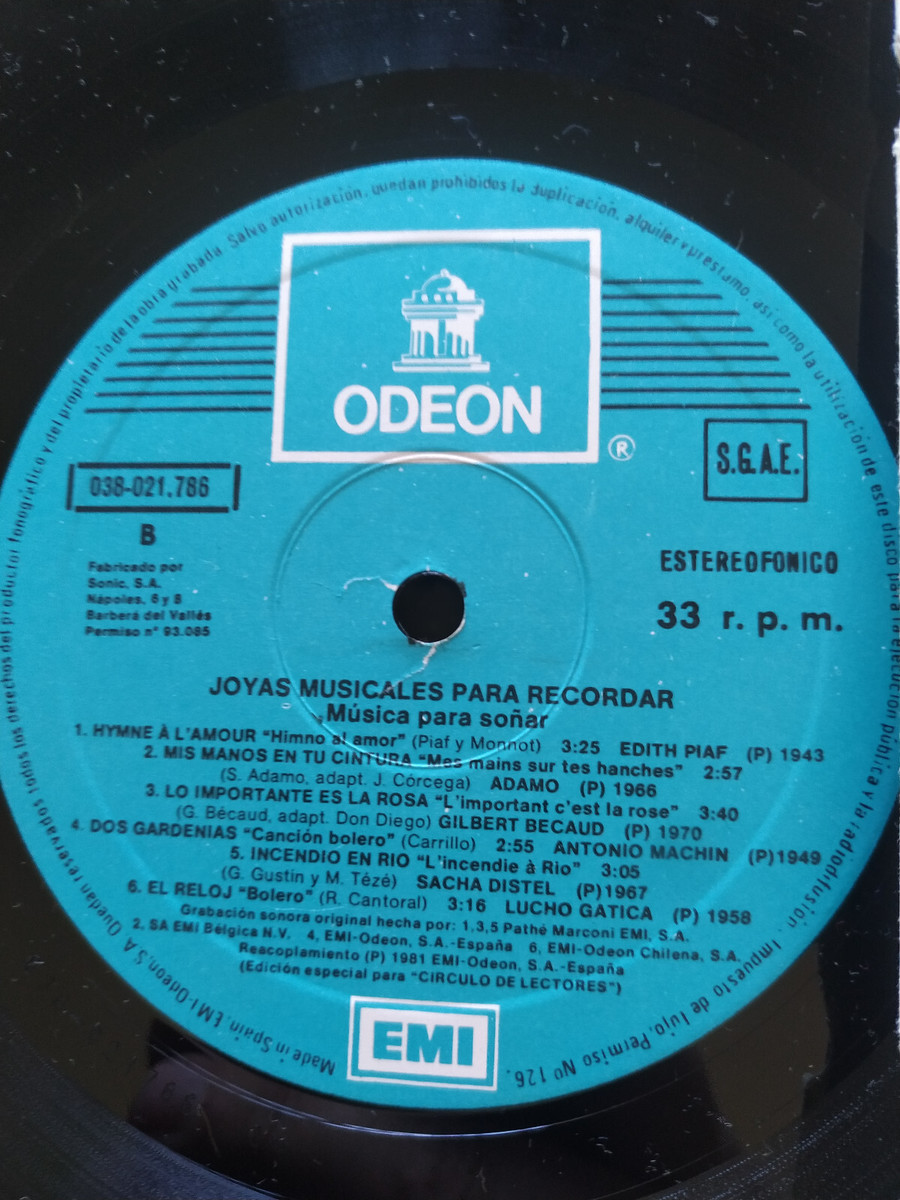 Quedan reservados todos los derechos del productor fonográfico y del propietario de la obra grabada. Salvo autorización, quedan prohibidos la duplicación, alquiler y préstamo, así como la utilización de este disco para la ejecución pública y la radiodifusión. Impuesto de lujo. Permiso Nº 126.
ODEON
®
S.G.A.E.
038-021.786
B
Fabricado por
Sonic, S.A.
Nápoles, 6 y 8
Barberá del Vallés
Permiso nº 93.085
ESTEREOFONICO
33 r. p. m.
JOYAS MUSICALES PARA RECORDAR
Música para soñar
1. HYMNE À L'AMOUR "Himno al amor" (Piaf y Monnot) 3:25 EDITH PIAF (P) 1943
2. MIS MANOS EN TU CINTURA "Mes mains sur tes hanches" 2:57
(S. Adamo, adapt. J. Córcega) ADAMO (P) 1966
3. LO IMPORTANTE ES LA ROSA "L'important c'est la rose" 3:40
(G. Bécaud, adapt. Don Diego) GILBERT BECAUD (P) 1970
4. DOS GARDENIAS "Canción bolero" (Carrillo) 2:55 ANTONIO MACHIN (P)1949
5. INCENDIO EN RIO "L'incendie à Rio" 3:05
(G. Gustin y M. Tézé) SACHA DISTEL (P)1967
6. EL RELOJ "Bolero" (R. Cantoral) 3:16 LUCHO GATICA (P) 1958
Grabación sonora original hecha por: 1,3,5 Pathé Marconi EMI, S.A.
2, SA EMI Bélgica N.V. 4, EMI-Odeon, S.A.-España 6, EMI-Odeon Chilena, S.A.
Reacoplamiento (P) 1981 EMI-Odeon, S.A.-España
(Edición especial para "CIRCULO DE LECTORES")
EMI
Made in Spain. EMI-Odeon, S.A.